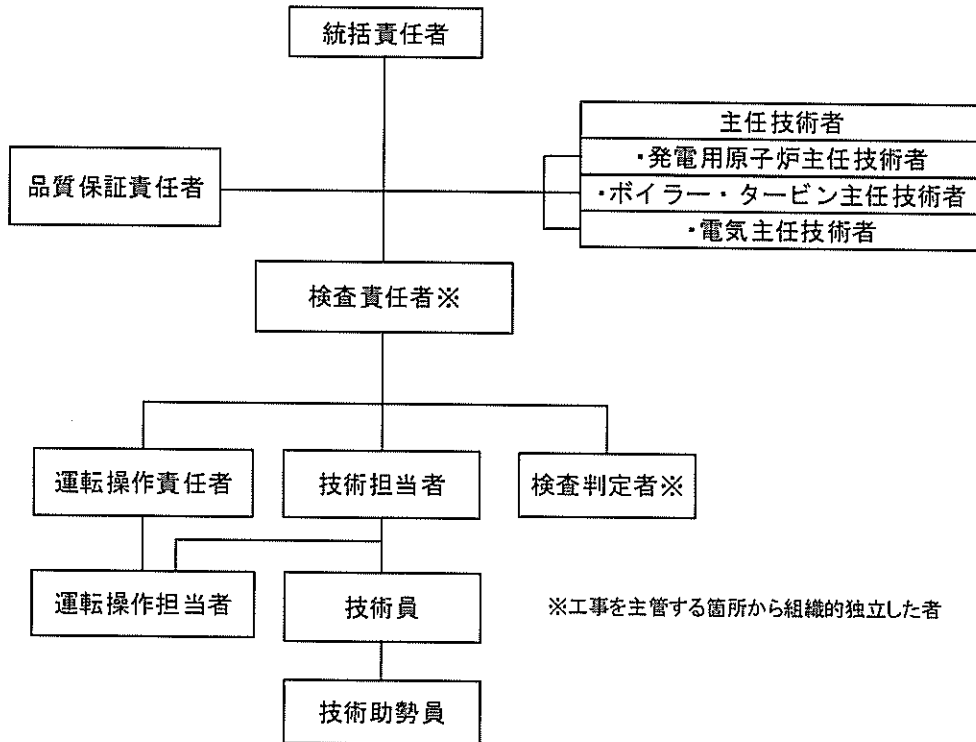 統括責任者
主任技術者
・発電用原子炉主任技術者
品質保証責任者
・ボイラー・タービン主任技術者
・電気主任技術者
検査責任者※
運転操作責任者
技術担当者
検査判定者※
運転操作担当者
技術員
※工事を主管する箇所から組織的独立した者
技術助勢員